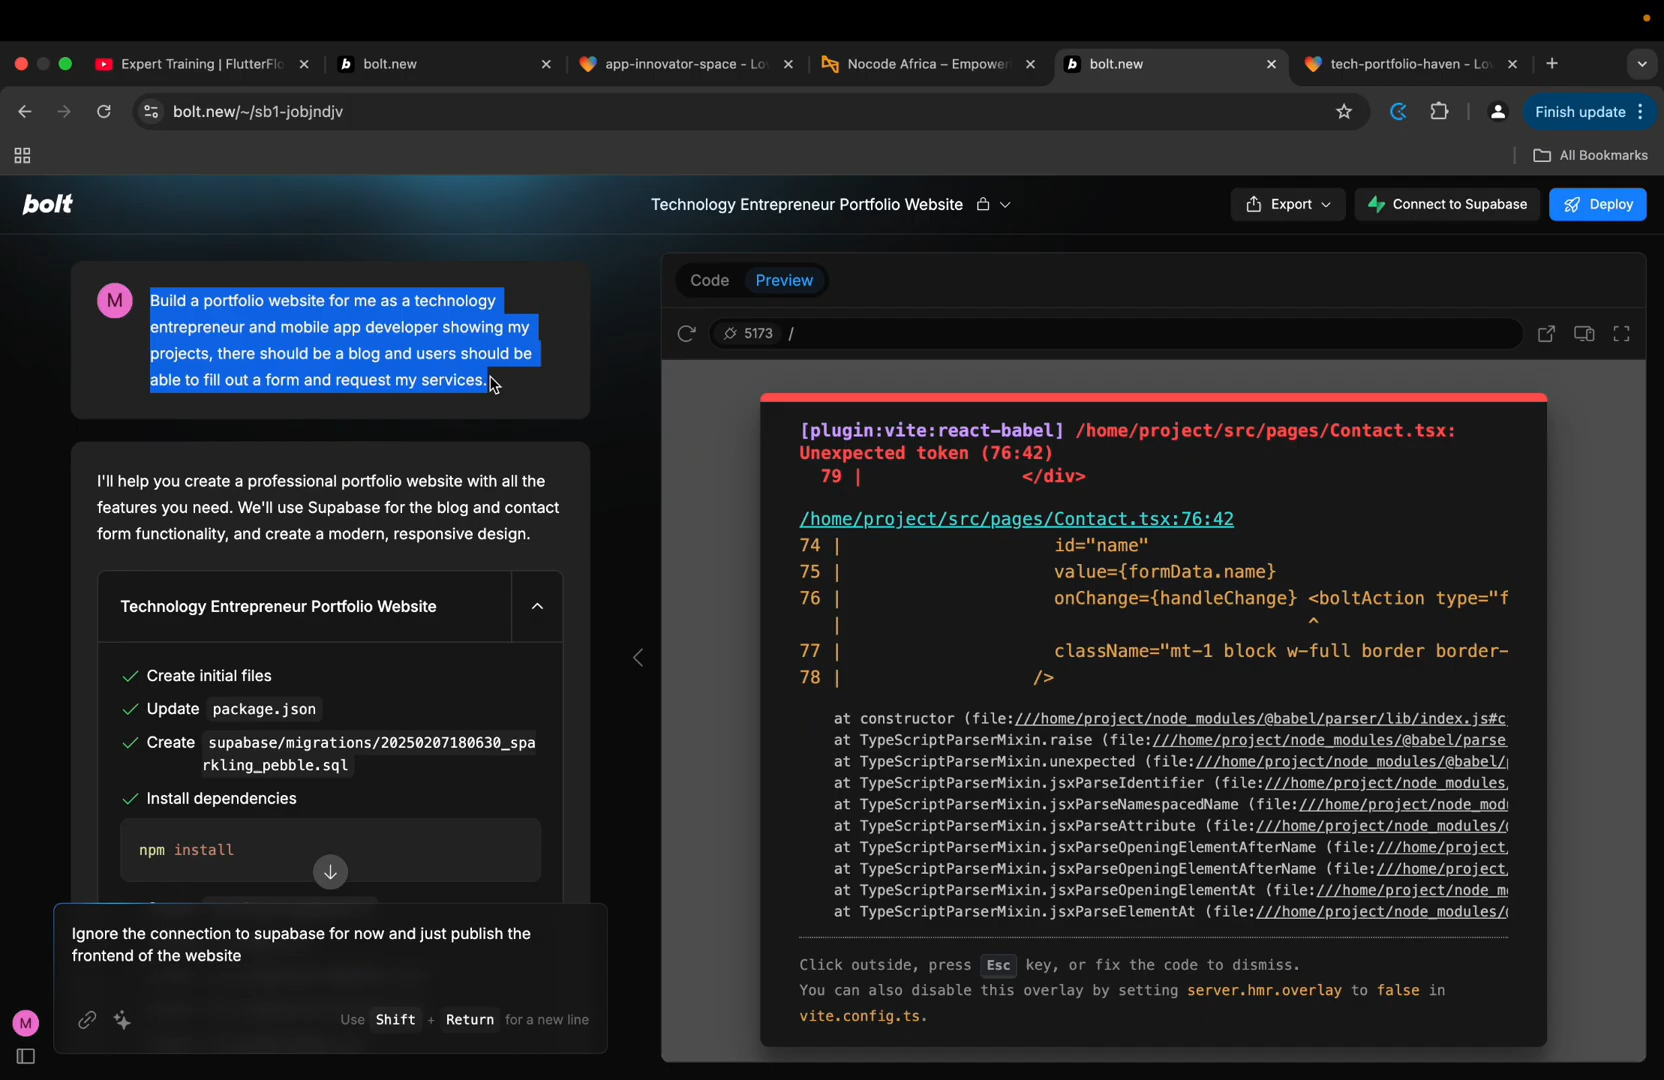 Expert Training | FlutterFlo
bolt.new
app-innovator-space - Lo
Nocode Africa – Empower
bolt.new
tech-portfolio-haven - Lo
bolt.new/~/sb1-jobjndjv
Finish update
All Bookmarks
bolt
Technology Entrepreneur Portfolio Website
Export
Connect to Supabase
Deploy
M
Build a portfolio website for me as a technology
entrepreneur and mobile app developer showing my
projects, there should be a blog and users should be
able to fill out a form and request my services.
I'll help you create a professional portfolio website with all the
features you need. We'll use Supabase for the blog and contact
form functionality, and create a modern, responsive design.
Technology Entrepreneur Portfolio Website
Create initial files
Update package.json
Create supabase/migrations/20250207180630_spa
rkling_pebble.sql
Install dependencies
npm install
Ignore the connection to supabase for now and just publish the
frontend of the website
Use Shift + Return for a new line
M
Code
Preview
5173 /
[plugin:vite:react-babel] /home/project/src/pages/Contact.tsx:
Unexpected token (76:42)
79 | </div>
/home/project/src/pages/Contact.tsx:76:42
74 | id="name"
75 | value={formData.name}
76 | onChange={handleChange} <boltAction type="f
| ^
77 | className="mt-1 block w-full border border-
78 | />
at constructor (file:///home/project/node_modules/@babel/parser/lib/index.js#c
at TypeScriptParserMixin.raise (file:///home/project/node_modules/@babel/parse
at TypeScriptParserMixin.unexpected (file:///home/project/node_modules/@babel/
at TypeScriptParserMixin.jsxParseIdentifier (file:///home/project/node_modules/
at TypeScriptParserMixin.jsxParseNamespacedName (file:///home/project/node_mod
at TypeScriptParserMixin.jsxParseAttribute (file:///home/project/node_modules/
at TypeScriptParserMixin.jsxParseOpeningElementAfterName (file:///home/project/
at TypeScriptParserMixin.jsxParseOpeningElementAfterName (file:///home/project/
at TypeScriptParserMixin.jsxParseOpeningElementAt (file:///home/project/node_m
at TypeScriptParserMixin.jsxParseElementAt (file:///home/project/node_modules/
Click outside, press Esc key, or fix the code to dismiss.
You can also disable this overlay by setting server.hmr.overlay to false in
vite.config.ts.